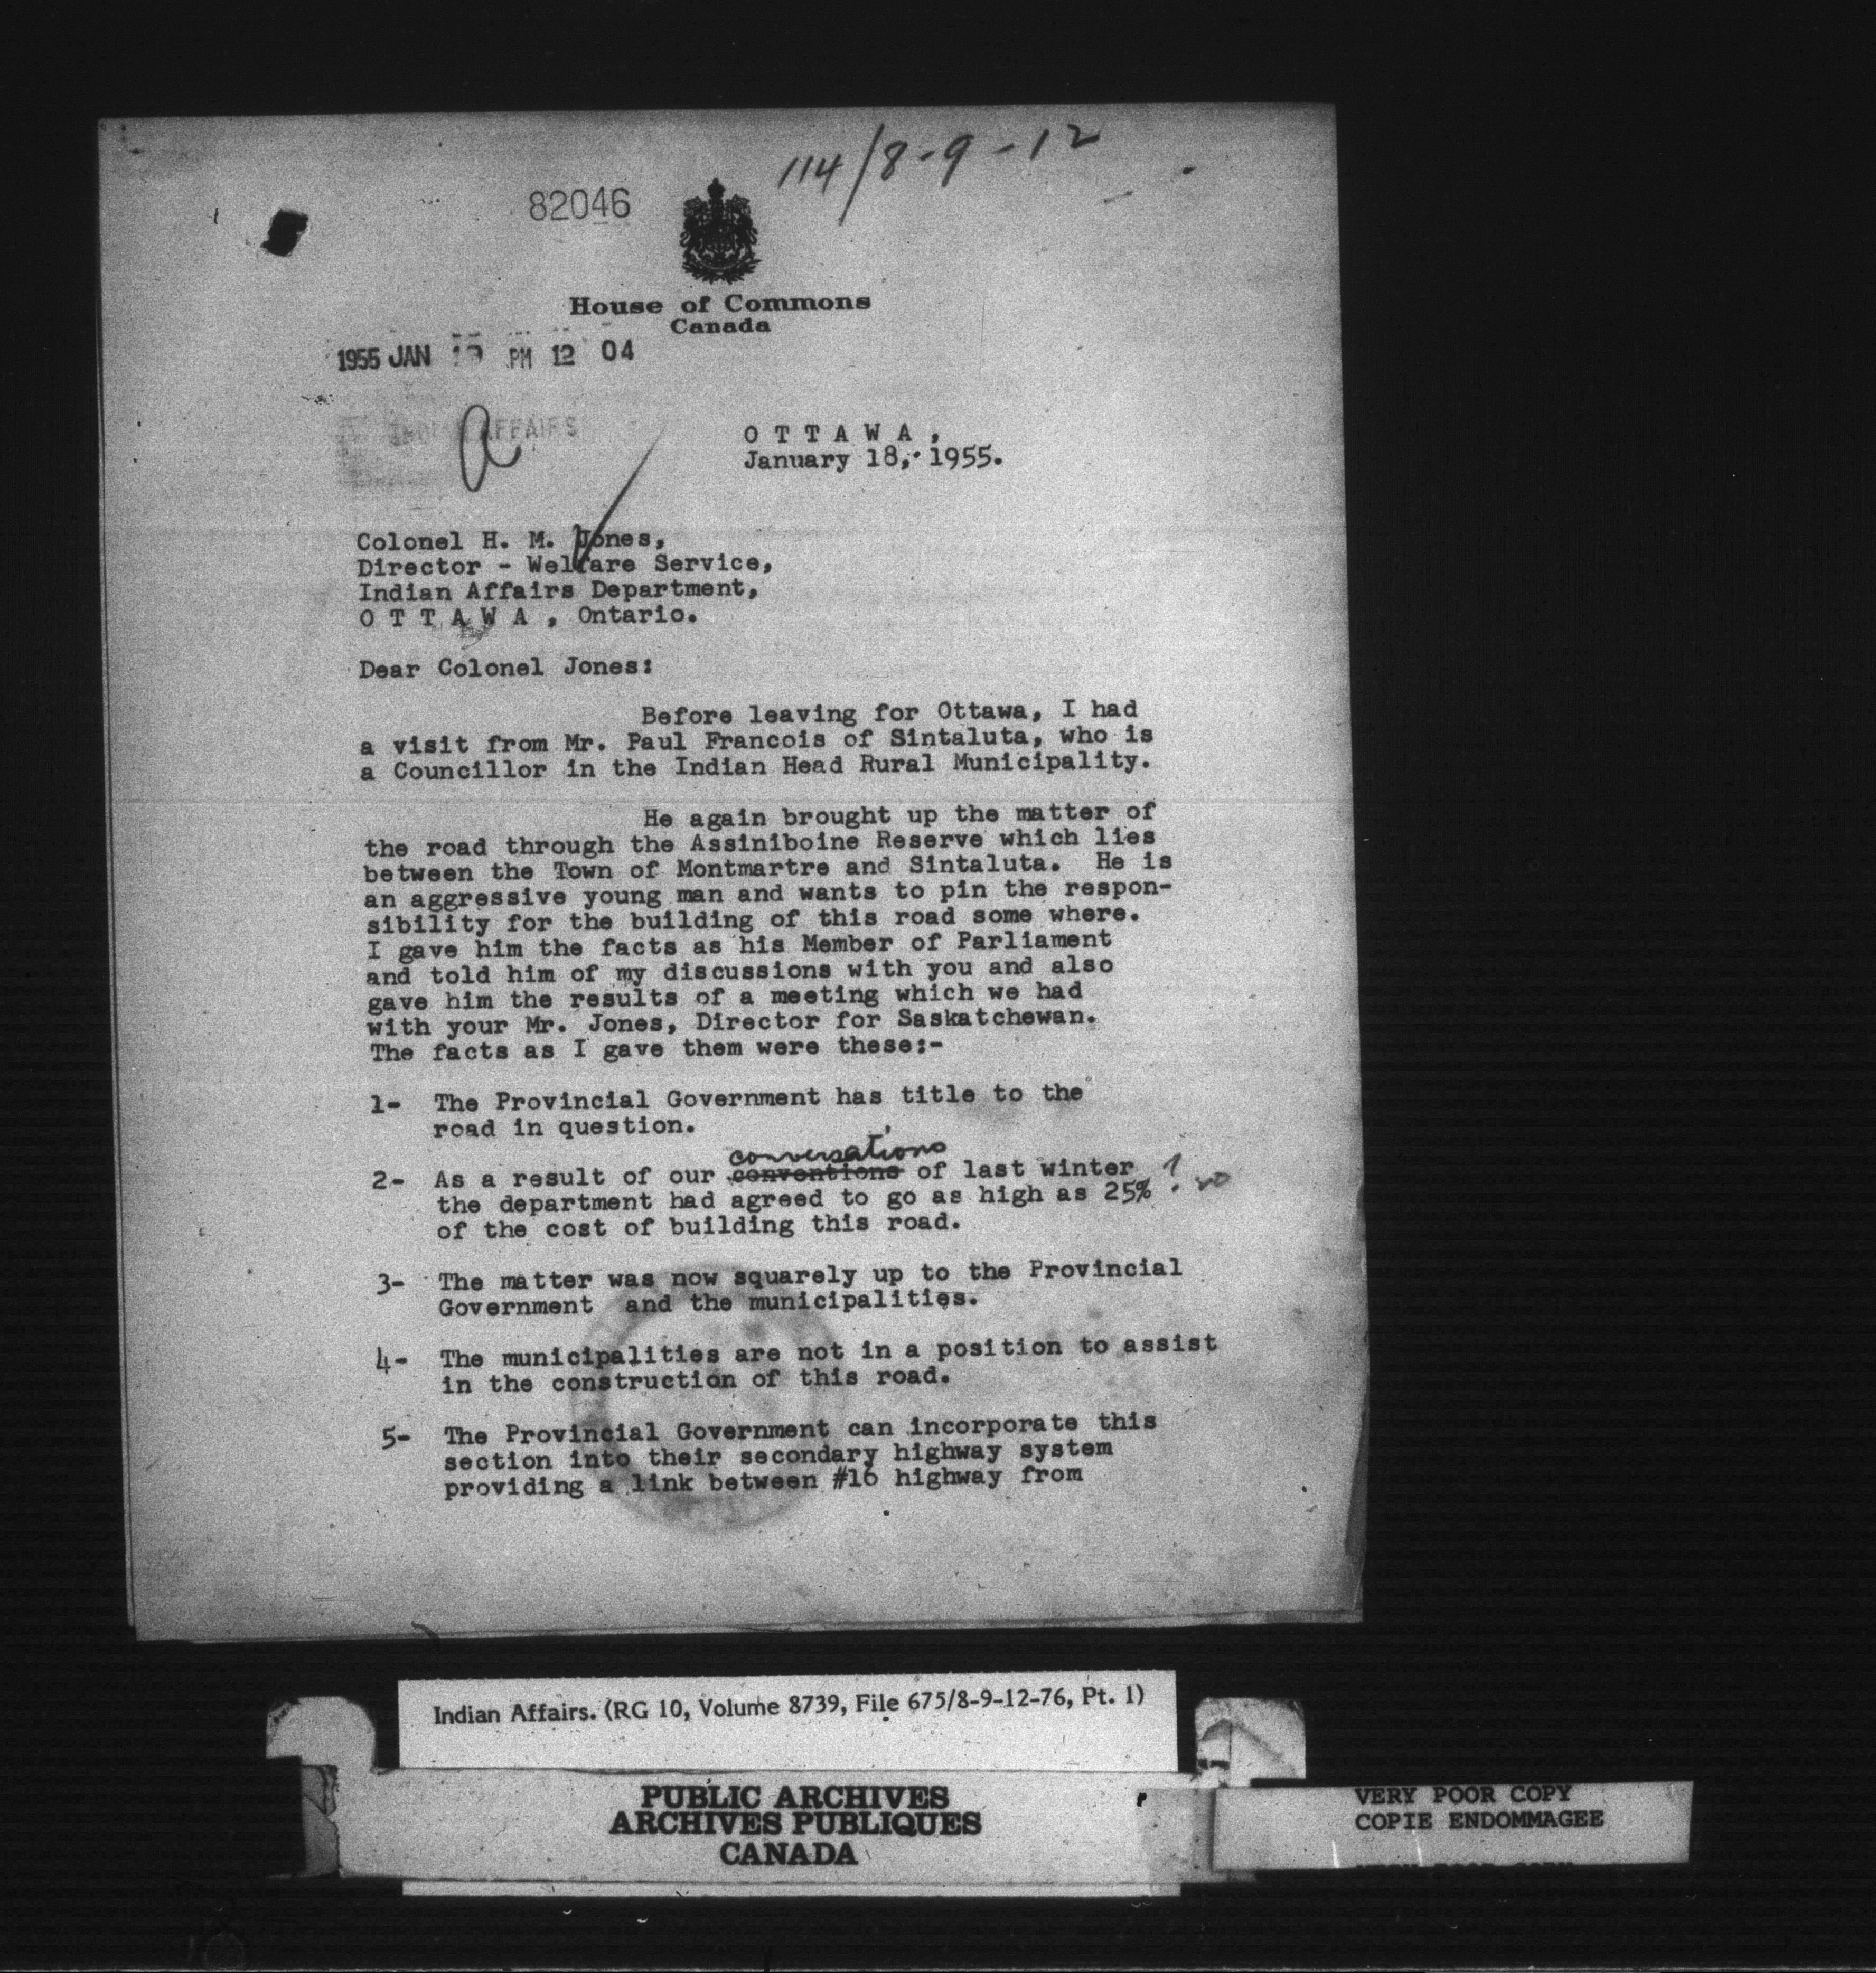 114/8-9-12
82046
House of Commons
Canada
1955 JAN PM 12 04
INDIAN AFFAIRS
O T T A W A ,
January 18, 1955.
Colonel H. M. Jones,
Director - Welfare Service,
Indian Affairs Department,
O T T A W A , Ontario.
Dear Colonel Jones:
Before leaving for Ottawa, I had
a visit from Mr. Paul Francois of Sintaluta, who is
a Councillor in the Indian Head Rural Municipality.
He again brought up the matter of
the road through the Assiniboine Reserve which lies
between the Town of Montmartre and Sintaluta. He is
an aggressive young man and wants to pin the respon-
sibility for the building of this road some where.
I gave him the facts as his Member of Parliament
and told him of my discussions with you and also
gave him the results of a meeting which we had
with your Mr. Jones, Director for Saskatchewan.
The facts as I gave them were these:-
1- The Provincial Government has title to the
road in question.
conversations
2- As a result of our conventions of last winter ?
the department had agreed to go as high as 25%
of the cost of building this road.
3- The matter was now squarely up to the Provincial
Government and the municipalities.
4- The municipalities are not in a position to assist
in the construction of this road.
5- The Provincial Government can incorporate this
section into their secondary highway system
providing a link between #16 highway from
Indian Affairs. (RG 10, Volume 8739, File 675/8-9-12-76, Pt. 1)
PUBLIC ARCHIVES
ARCHIVES PUBLIQUES
CANADA
VERY POOR COPY
COPIE ENDOMMAGEE